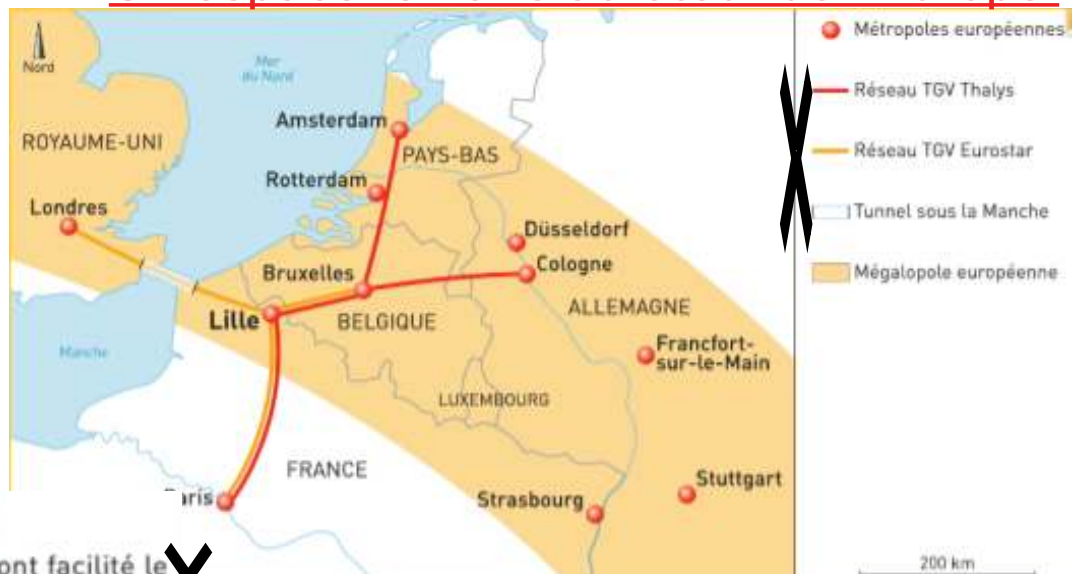 Nord
Mer
du Nord
ROYAUME-UNI
Amsterdam
PAYS-BAS
Rotterdam
Londres
Düsseldorf
Bruxelles
Cologne
Lille
BELGIQUE
ALLEMAGNE
Manche
Francfort-
sur-le-Main
LUXEMBOURG
FRANCE
Paris
Strasbourg
Stuttgart
ont facilité le
Métropoles européennes
Réseau TGV Thalys
Réseau TGV Eurostar
Tunnel sous la Manche
Mégalopole européenne
200 km